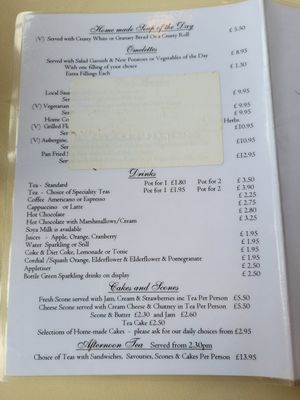 Home made Soup of the Day £ 5.50
(V) Served with Crusty White or Granary Bread Or a Crusty Roll
Omelettes
Served with Salad Garnish & New Potatoes or Vegetables of the Day £ 8.95
With one filling of your choice £ 1.30
Extra Fillings Each
Local Saus £ 9.95
Ser
(V) Vegetarian £ 9.95
Ser
Home Co Herbs
(V) Grilled Fl £10.95
Ser
(V) Aubergine, £10.95
Ser
Pan Fried £12.95
Ser
Drinks
Tea - Standard Pot for 1 £1.80 Pot for 2 £ 3.50
Tea - Choice of Speciality Teas Pot for 1 £1.95 Pot for 2 £ 3.90
Coffee Americano or Espresso £ 2.25
Cappuccino or Latte £ 2.75
Hot Chocolate £ 2.80
Hot Chocolate with Marshmallows/Cream £ 3.25
Soya Milk is available
Juices - Apple, Orange, Cranberry £ 1.95
Water Sparkling or Still £ 1.95
Coke & Diet Coke, Lemonade or Tonic £ 1.95
Cordial /Squash Orange, Elderflower & Elderflower & Pomegranate £ 1.95
Appletiser £ 2.50
Bottle Green Sparkling drinks on display £ 2.50
Cakes and Scones
Fresh Scone served with Jam, Cream & Strawberries inc Tea Per Person £5.50
Cheese Scone served with Cream Cheese & Chutney inc Tea Per Person £5.50
Scone & Butter £2.30 and Jam £2.60
Tea Cake £2.50
Selections of Home-made Cakes - please ask for our daily choices from £2.95
Afternoon Tea Served from 2.30pm
Choice of Teas with Sandwiches, Savouries, Scones & Cakes Per Person £13.95